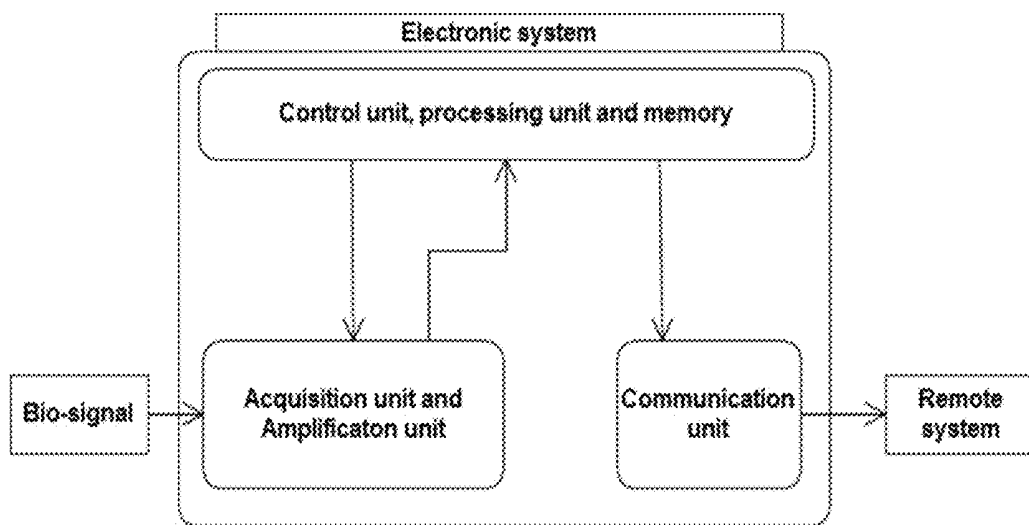 Electronic system
Control unit, processing unit and memory
Bio-signal
Acquisition unit and
Amplificaton unit
Communication
unit
Remote
system